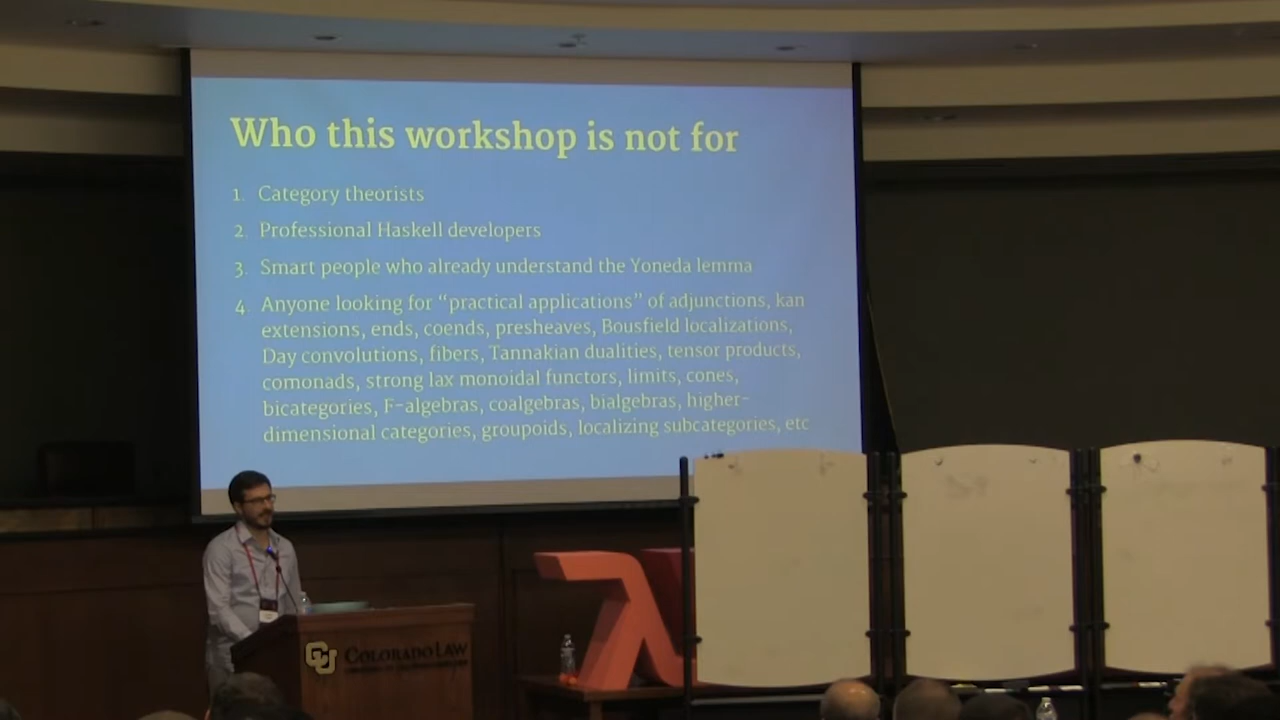 Who this workshop is not for
1. Category theorists
2. Professional Haskell developers
3. Smart people who already understand the Yoneda lemma
4. Anyone looking for “practical applications” of adjunctions, kan
extensions, ends, coends, presheaves, Bousfield localizations,
Day convolutions, fibers, Tannakian dualities, tensor products,
comonads, strong lax monoidal functors, limits, cones,
bicategories, F-algebras, coalgebras, bialgebras, higher-
dimensional categories, groupoids, localizing subcategories, etc
CU COLORADO LAW